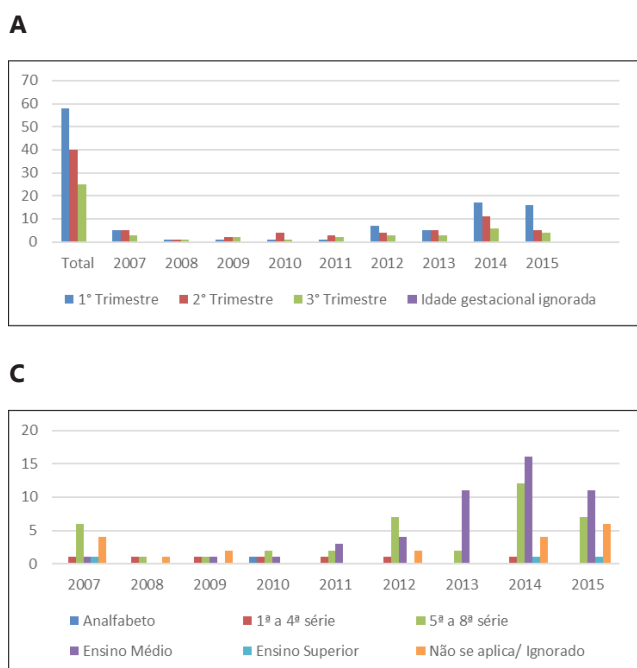 A
70
60
50
40
30
20
10
0
Total 2007 2008 2009 2010 2011 2012 2013 2014 2015
1° Trimestre 2° Trimestre 3° Trimestre Idade gestacional ignorada
C
20
15
10
5
0
2007 2008 2009 2010 2011 2012 2013 2014 2015
Analfabeto 1ª a 4ª série 5ª a 8ª série
Ensino Médio Ensino Superior Não se aplica/ Ignorado